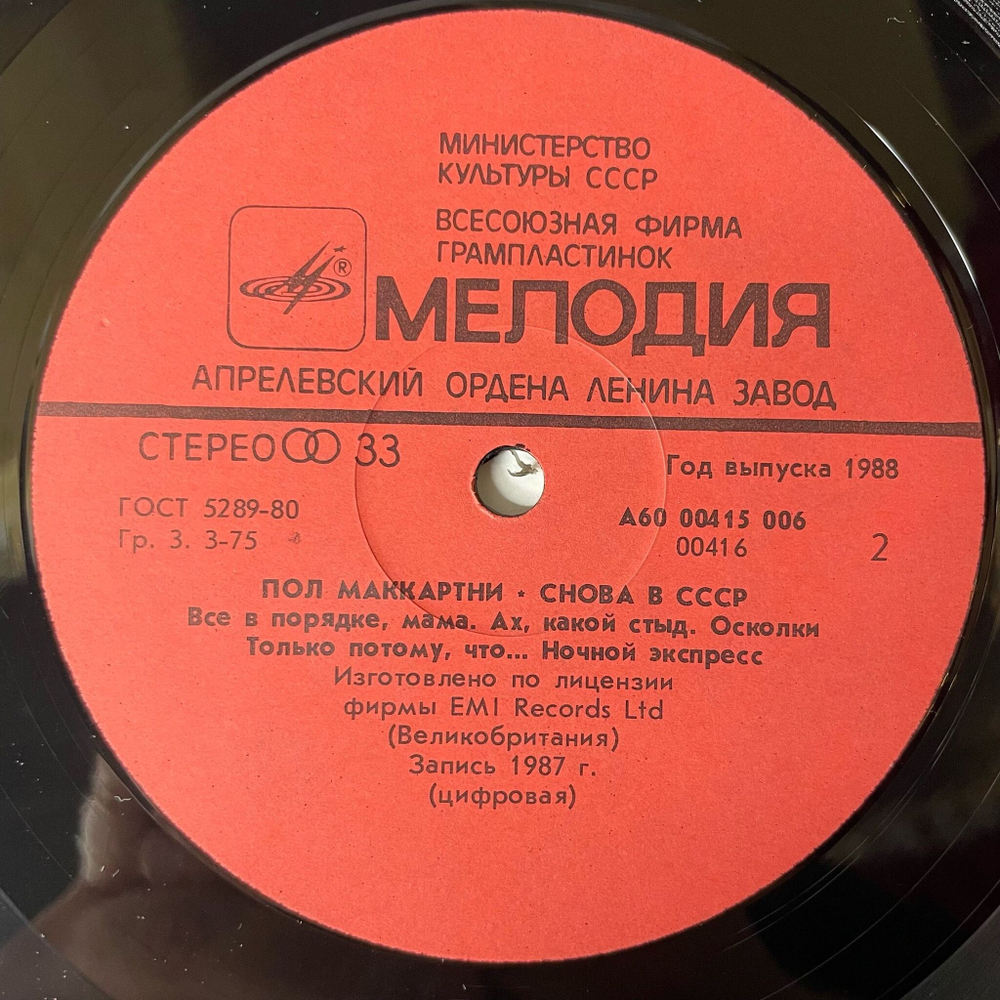 МИНИСТЕРСТВО
КУЛЬТУРЫ СССР
ВСЕСОЮЗНАЯ ФИРМА
ГРАМПЛАСТИНОК
®
МЕЛОДИЯ
АПРЕЛЕВСКИЙ ОРДЕНА ЛЕНИНА ЗАВОД
СТЕРЕО 33
Год выпуска 1988
ГОСТ 5289-80
А60 00415 006
Гр. 3. 3-75
00416
2
ПОЛ МАККАРТНИ • СНОВА В СССР
Все в порядке, мама. Ах, какой стыд. Осколки
Только потому, что... Ночной экспресс
Изготовлено по лицензии
фирмы EMI Records Ltd
(Великобритания)
Запись 1987 г.
(цифровая)